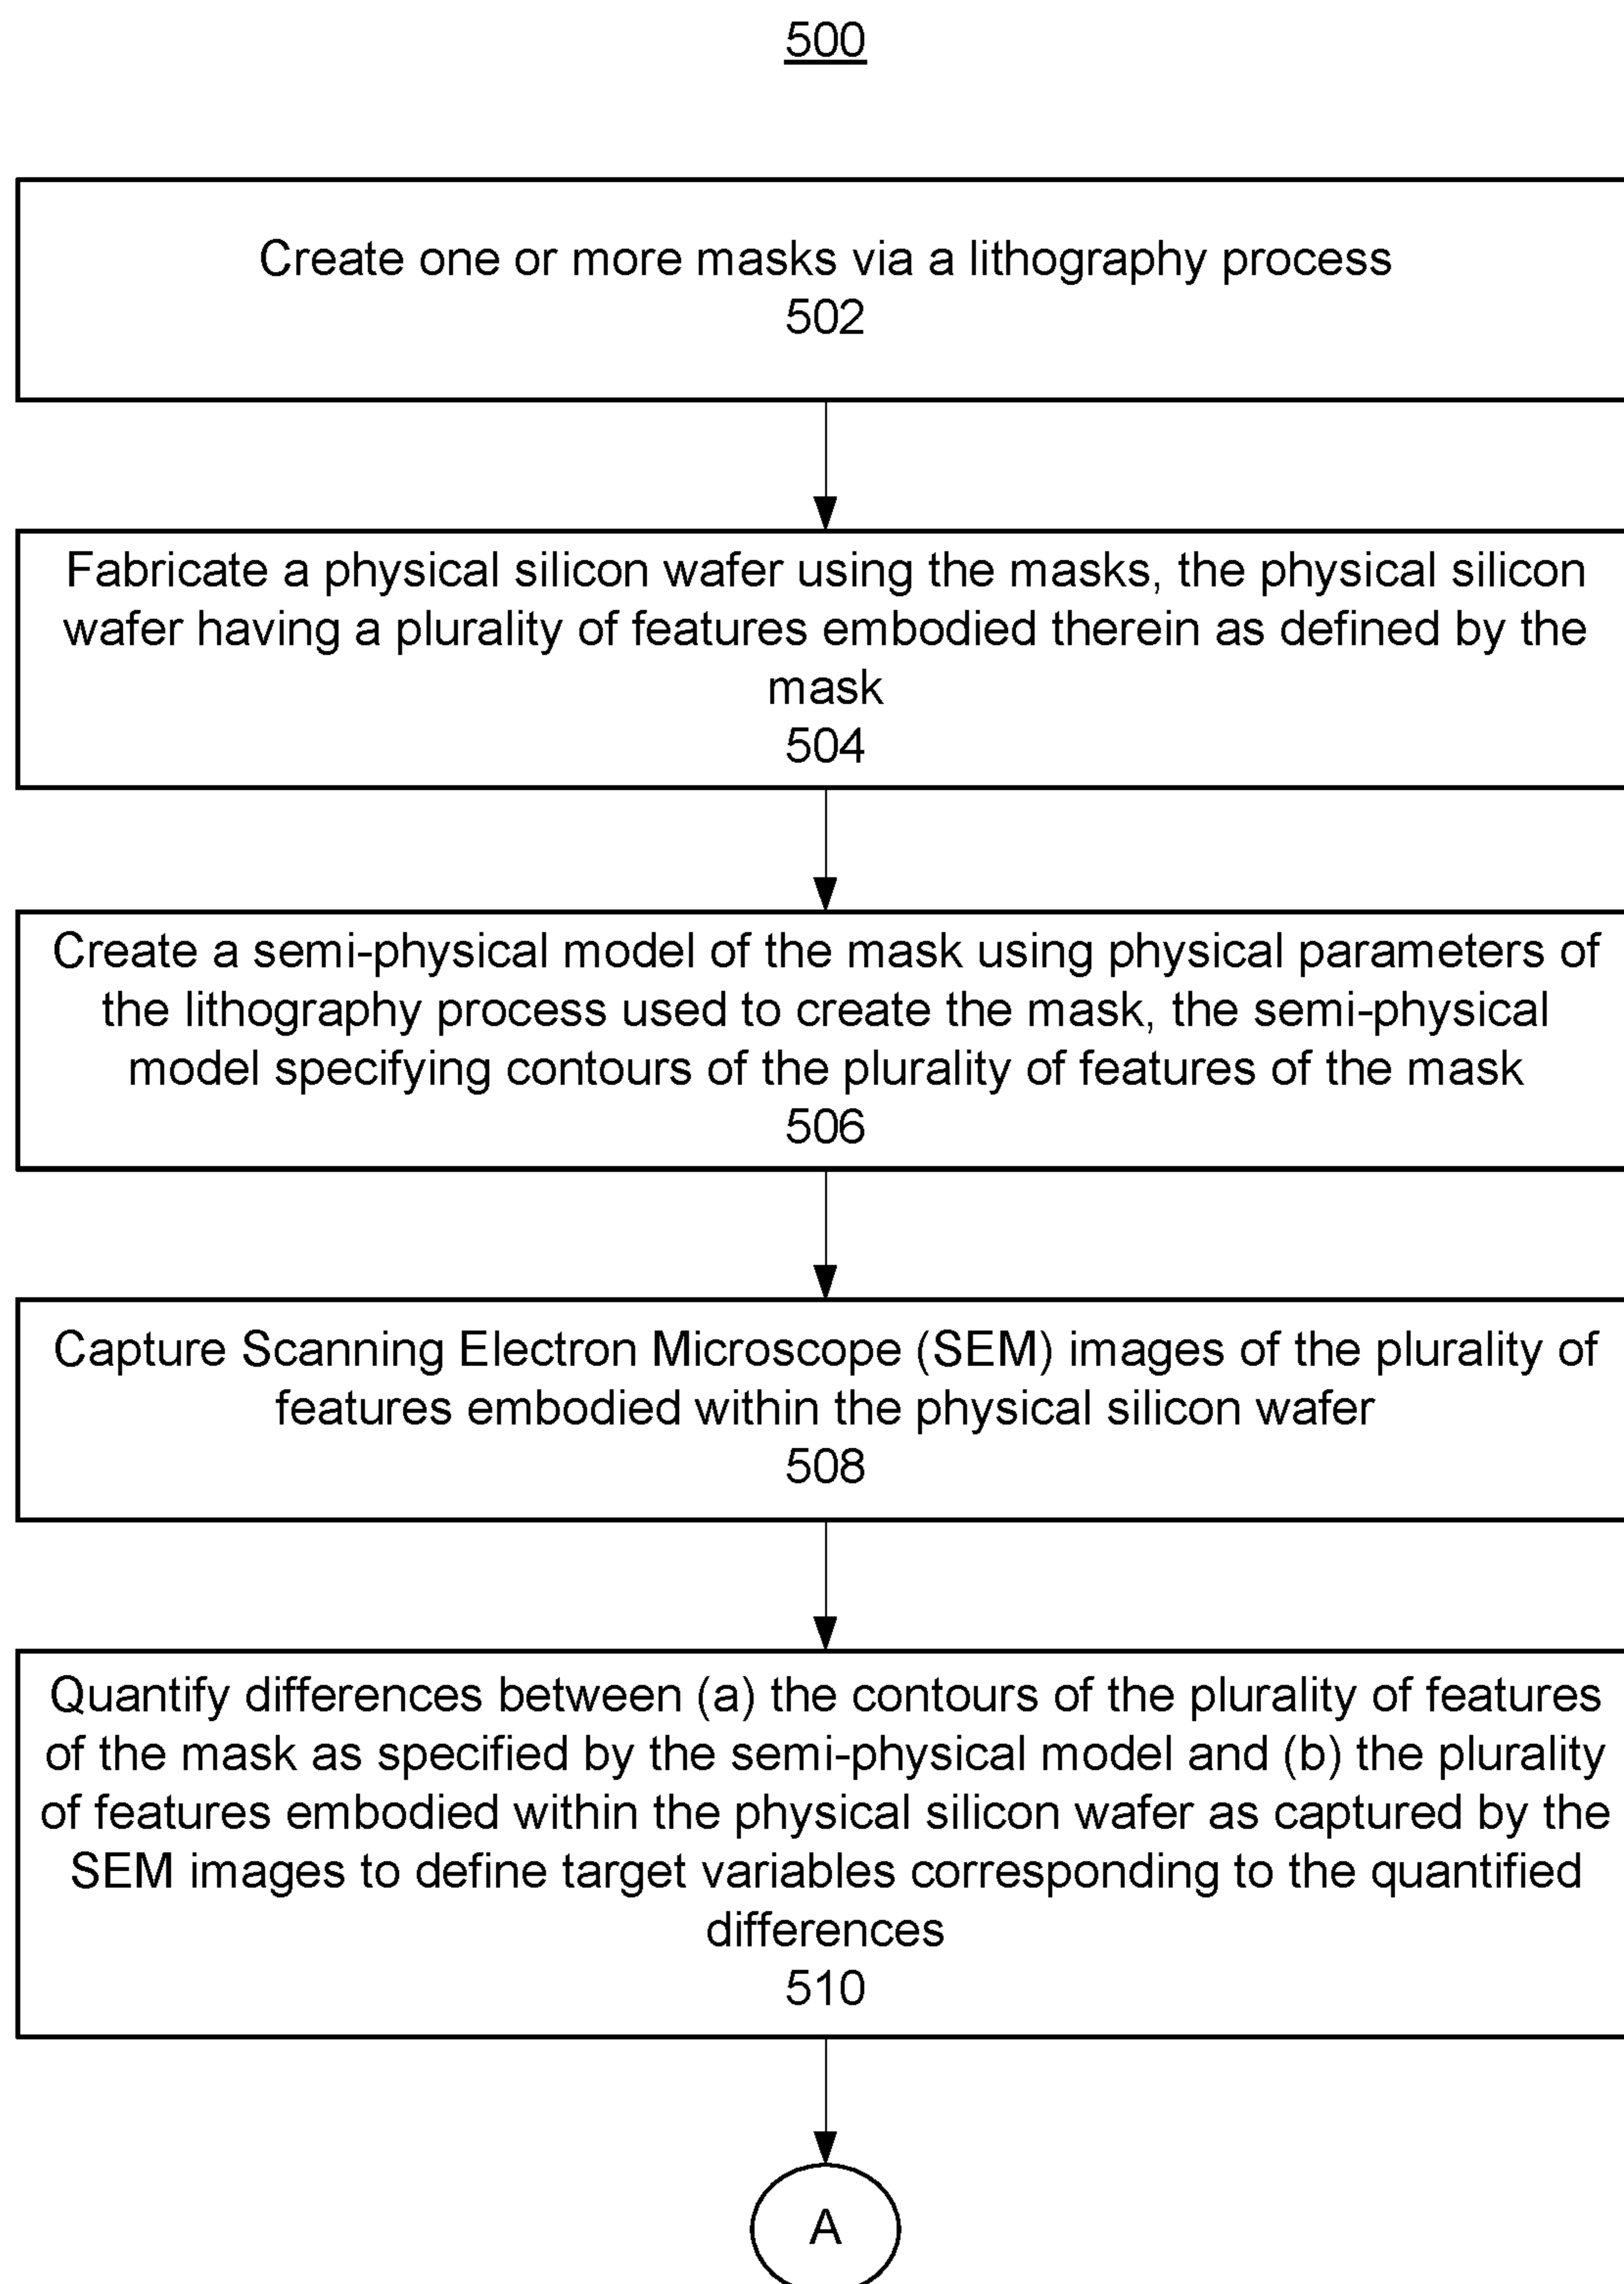 500
Create one or more masks via a lithography process
502
Fabricate a physical silicon wafer using the masks, the physical silicon
wafer having a plurality of features embodied therein as defined by the
mask
504
Create a semi-physical model of the mask using physical parameters of
the lithography process used to create the mask, the semi-physical
model specifying contours of the plurality of features of the mask
506
Capture Scanning Electron Microscope (SEM) images of the plurality of
features embodied within the physical silicon wafer
508
Quantify differences between (a) the contours of the plurality of features
of the mask as specified by the semi-physical model and (b) the plurality
of features embodied within the physical silicon wafer as captured by the
SEM images to define target variables corresponding to the quantified
differences
510
A